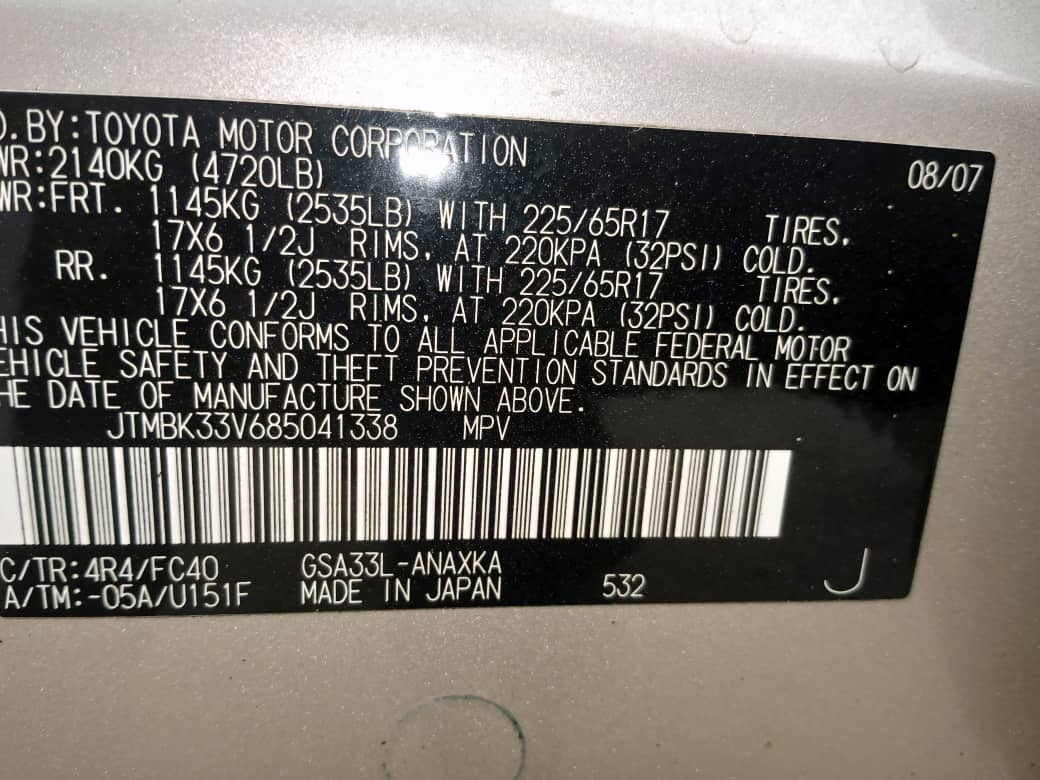 D.BY:TOYOTA MOTOR CORPORATION 08/07
WR:2140KG (4720LB)
WR:FRT. 1145KG (2535LB) WITH 225/65R17 TIRES,
17X6 1/2J RIMS, AT 220KPA (32PSI) COLD.
RR. 1145KG (2535LB) WITH 225/65R17 TIRES,
17X6 1/2J RIMS, AT 220KPA (32PSI) COLD.
HIS VEHICLE CONFORMS TO ALL APPLICABLE FEDERAL MOTOR
EHICLE SAFETY AND THEFT PREVENTION STANDARDS IN EFFECT ON
HE DATE OF MANUFACTURE SHOWN ABOVE.
JTMBK33V685041338 MPV
C/TR:4R4/FC40 GSA33L-ANAXKA
A/TM:-05A/U151F MADE IN JAPAN 532 J